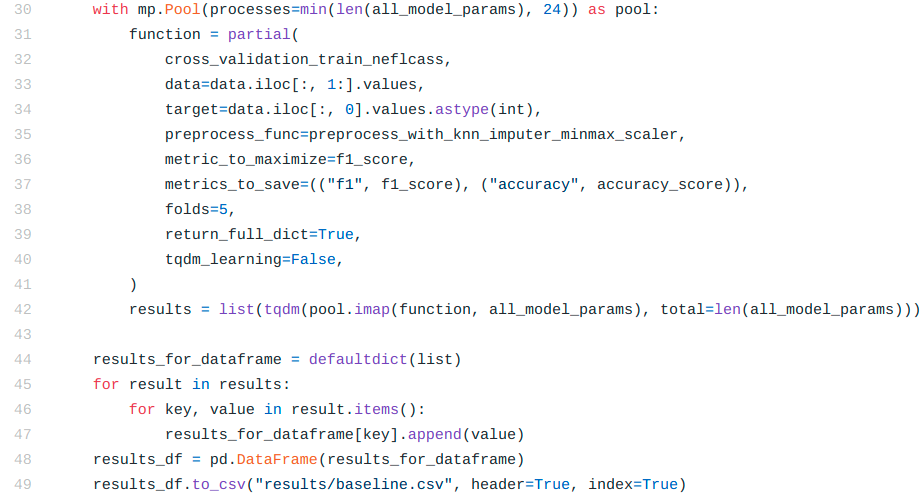 30 with mp.Pool(processes=min(len(all_model_params), 24)) as pool:
31 function = partial(
32 cross_validation_train_neflcass,
33 data=data.iloc[:, 1:].values,
34 target=data.iloc[:, 0].values.astype(int),
35 preprocess_func=preprocess_with_knn_imputer_minmax_scaler,
36 metric_to_maximize=f1_score,
37 metrics_to_save=(("f1", f1_score), ("accuracy", accuracy_score)),
38 folds=5,
39 return_full_dict=True,
40 tqdm_learning=False,
41 )
42 results = list(tqdm(pool.imap(function, all_model_params), total=len(all_model_params)))
43
44 results_for_dataframe = defaultdict(list)
45 for result in results:
46 for key, value in result.items():
47 results_for_dataframe[key].append(value)
48 results_df = pd.DataFrame(results_for_dataframe)
49 results_df.to_csv("results/baseline.csv", header=True, index=True)